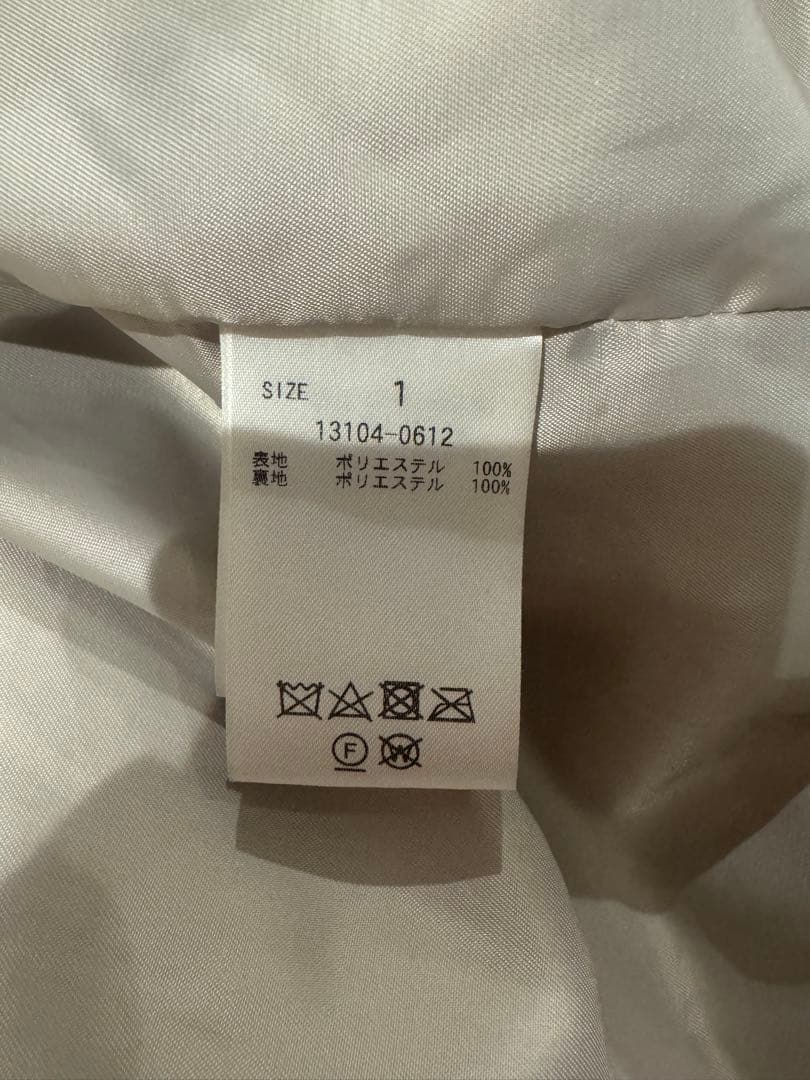 SIZE 1
13104-0612
表地 ポリエステル 100%
裏地 ポリエステル 100%
F W